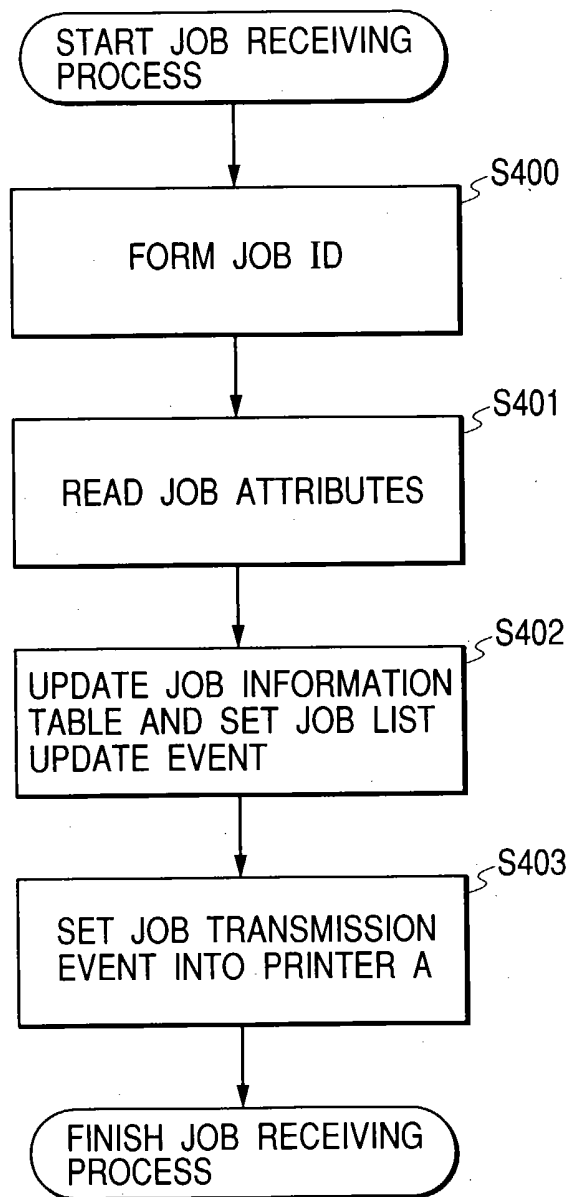 START JOB RECEIVING
PROCESS
S400
FORM JOB ID
S401
READ JOB ATTRIBUTES
S402
UPDATE JOB INFORMATION
TABLE AND SET JOB LIST
UPDATE EVENT
S403
SET JOB TRANSMISSION
EVENT INTO PRINTER A
FINISH JOB RECEIVING
PROCESS